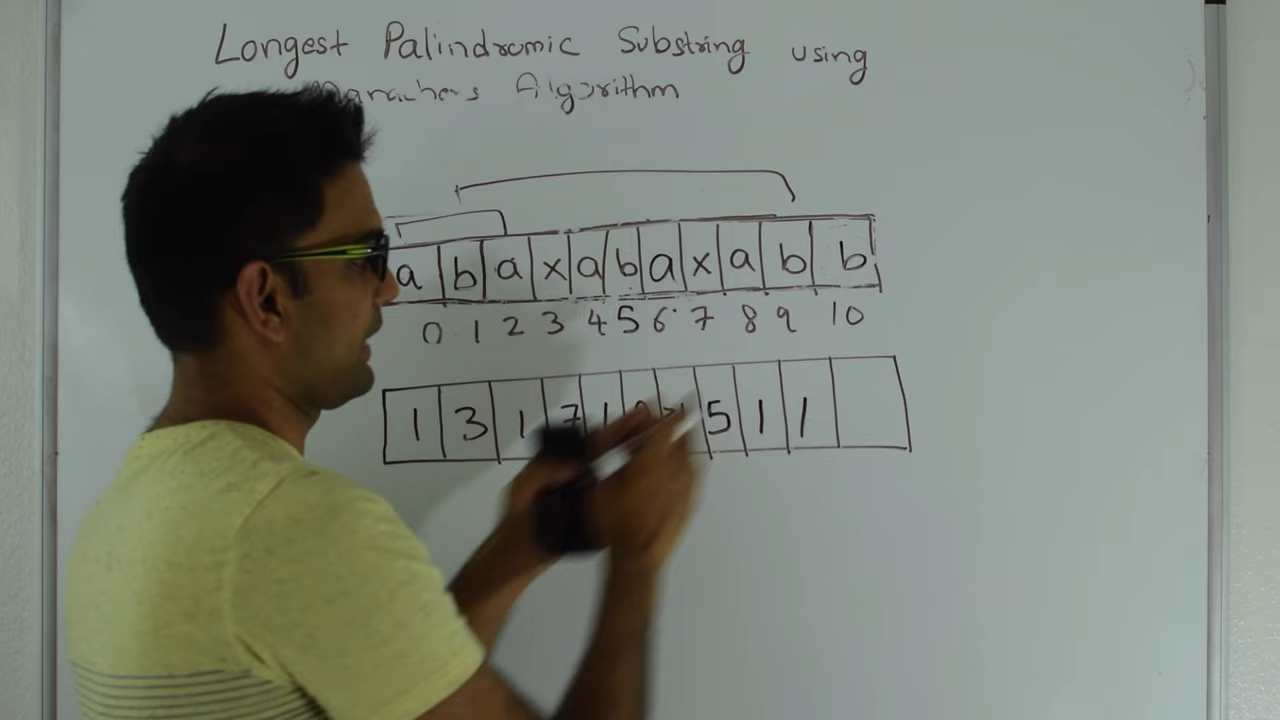 Longest Palindromic Substring using
Manachers Algorithm
a b a x a b a x a b b
0 1 2 3 4 5 6 7 8 9 10
1 3 1 7 1 5 1 1